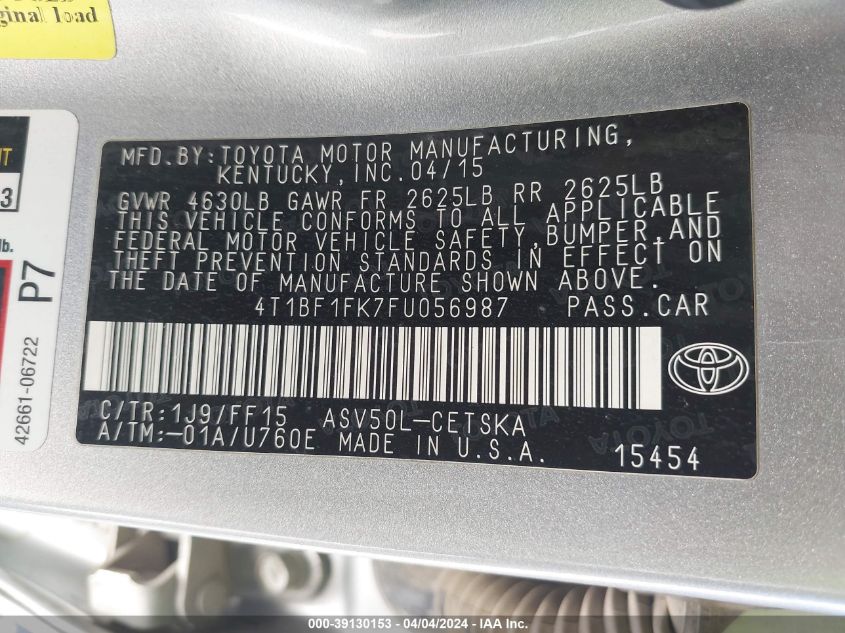 ginal load
NT
3
lb.
P7
42661-06722
MFD.BY:TOYOTA MOTOR MANUFACTURING,
KENTUCKY,INC.04/15
GVWR 4630LB GAWR FR 2625LB RR 2625LB
THIS VEHICLE CONFORMS TO ALL APPLICABLE
FEDERAL MOTOR VEHICLE SAFETY,BUMPER,AND
THEFT PREVENTION STANDARDS IN EFFECT ON
THE DATE OF MANUFACTURE SHOWN ABOVE.
4T1BF1FK7FU056987 PASS.CAR
C/TR:1J9/FF15 ASV50L-CETSKA
A/TM:-01A/U760E MADE IN U.S.A. 15454
000-39130153 - 04/04/2024 - IAA Inc.